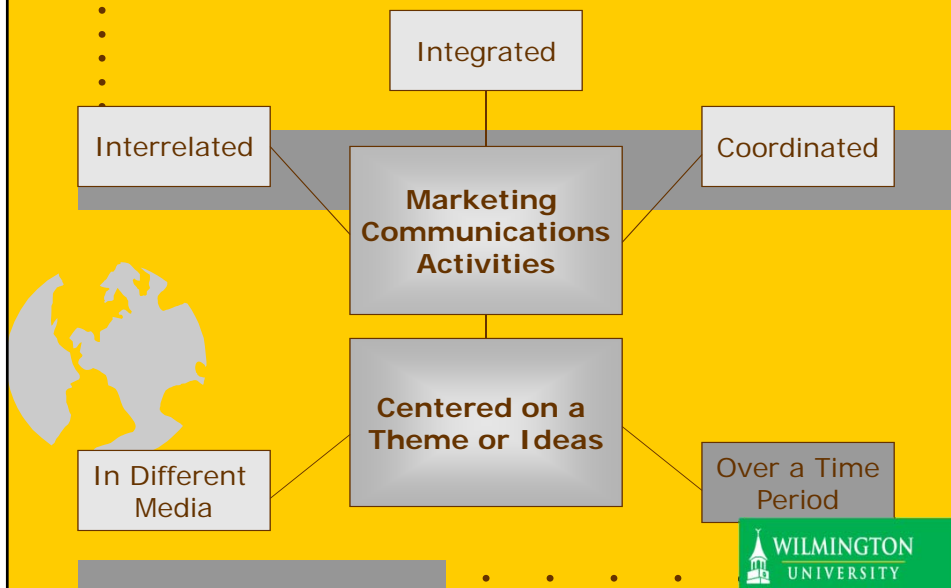 Integrated
Interrelated
Coordinated
Marketing
Communications
Activities
Centered on a
Theme or Ideas
In Different
Media
Over a Time
Period
WILMINGTON
UNIVERSITY